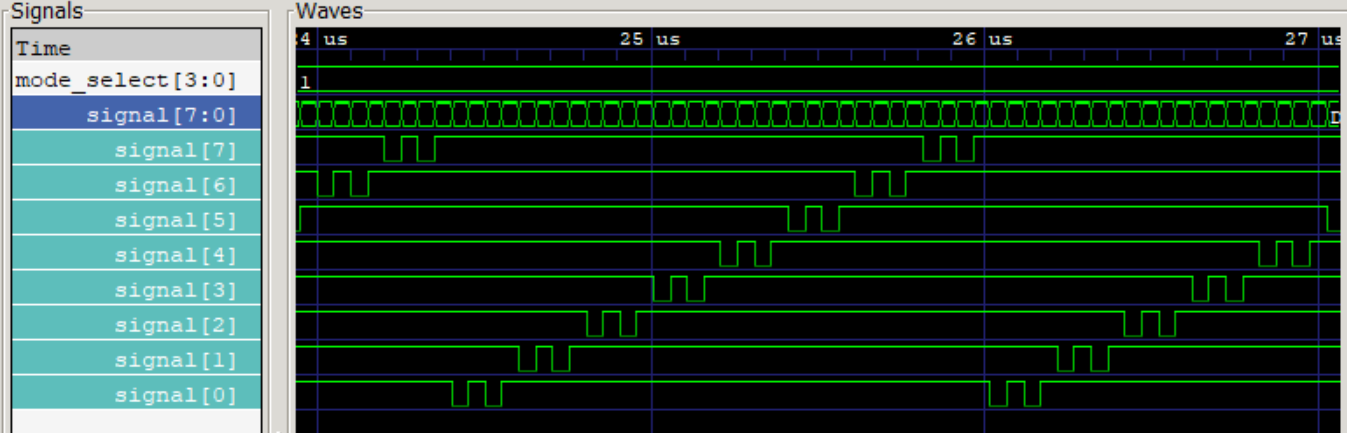 Signals
Waves
Time
4 us
25 us
26 us
27 us
mode_select[3:0]
1
signal[7:0]
D
signal[7]
signal[6]
signal[5]
signal[4]
signal[3]
signal[2]
signal[1]
signal[0]